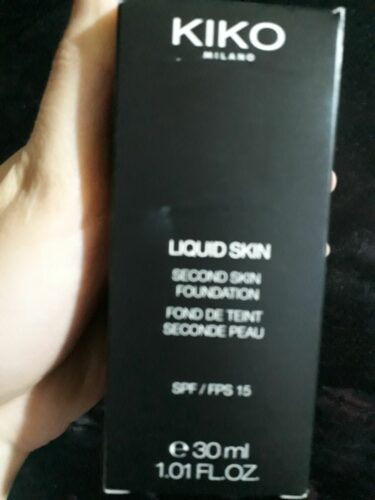 KIKO
MILANO
LIQUID SKIN
SECOND SKIN
FOUNDATION
FOND DE TEINT
SECONDE PEAU
SPF / FPS 15
e 30 ml
1.01 FL.OZ.